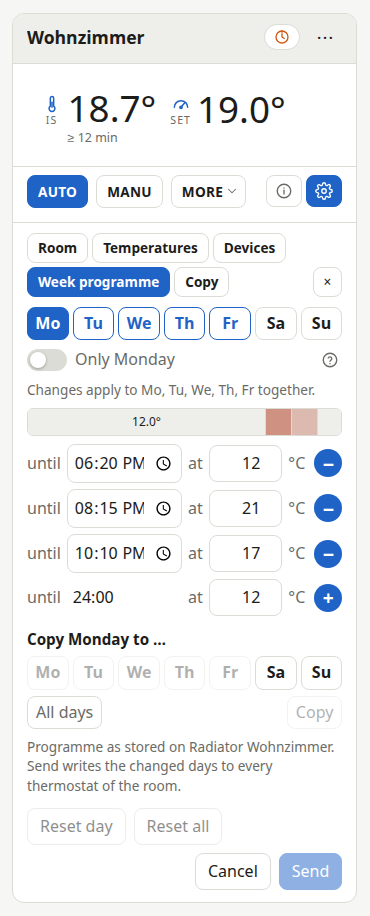 Wohnzimmer
18.7° 19.0°
IS SET
≥ 12 min
AUTO MANU MORE
Room Temperatures Devices
Week programme Copy ×
Mo Tu We Th Fr Sa Su
Only Monday
Changes apply to Mo, Tu, We, Th, Fr together.
12.0°
until 06:20 PM at 12 °C
until 08:15 PM at 21 °C
until 10:10 PM at 17 °C
until 24:00 at 12 °C
Copy Monday to ...
Mo Tu We Th Fr Sa Su
All days Copy
Programme as stored on Radiator Wohnzimmer.
Send writes the changed days to every
thermostat of the room.
Reset day Reset all
Cancel Send